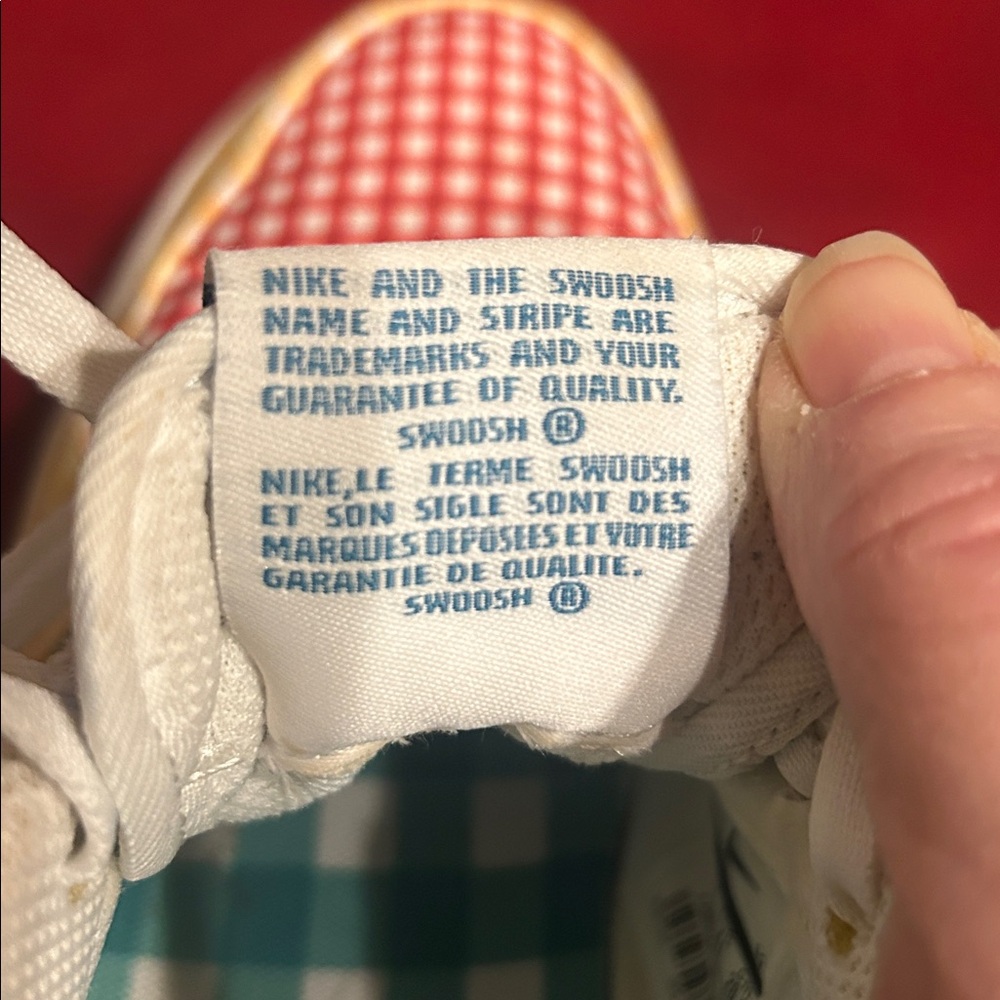 NIKE AND THE SWOOSH
NAME AND STRIPE ARE
TRADEMARKS AND YOUR
GUARANTEE OF QUALITY.
SWOOSH ®
NIKE, LE TERME SWOOSH
ET SON SIGLE SONT DES
MARQUES DEPOSEES ET VOTRE
GARANTIE DE QUALITE.
SWOOSH ®